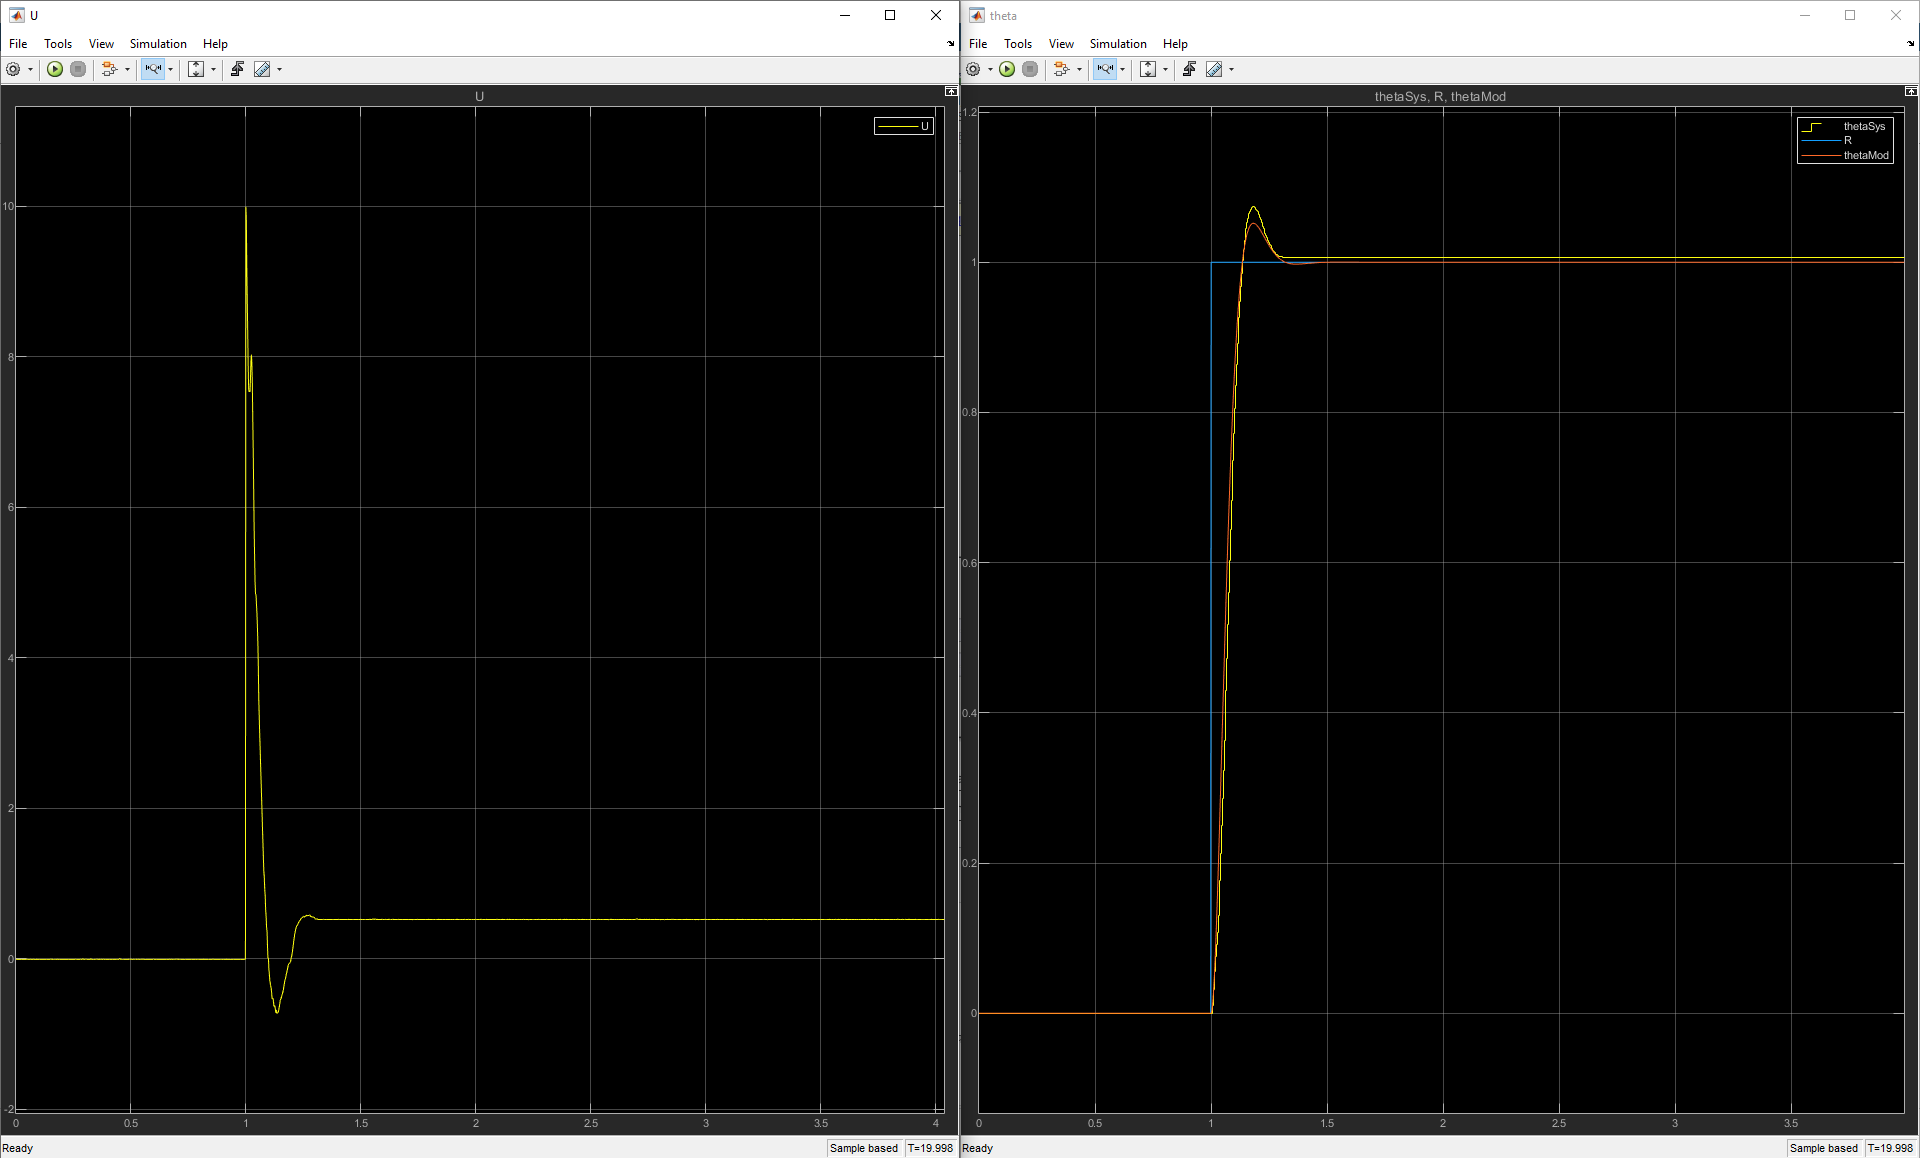 U
File Tools View Simulation Help
U
U
10
8
6
4
2
0
-2
0 0.5 1 1.5 2 2.5 3 3.5 4
Ready
Sample based T=19.998
theta
File Tools View Simulation Help
thetaSys, R, thetaMod
thetaSys
R
thetaMod
1.2
1
0.8
0.6
0.4
0.2
0
0 0.5 1 1.5 2 2.5 3 3.5
Ready
Sample based T=19.998